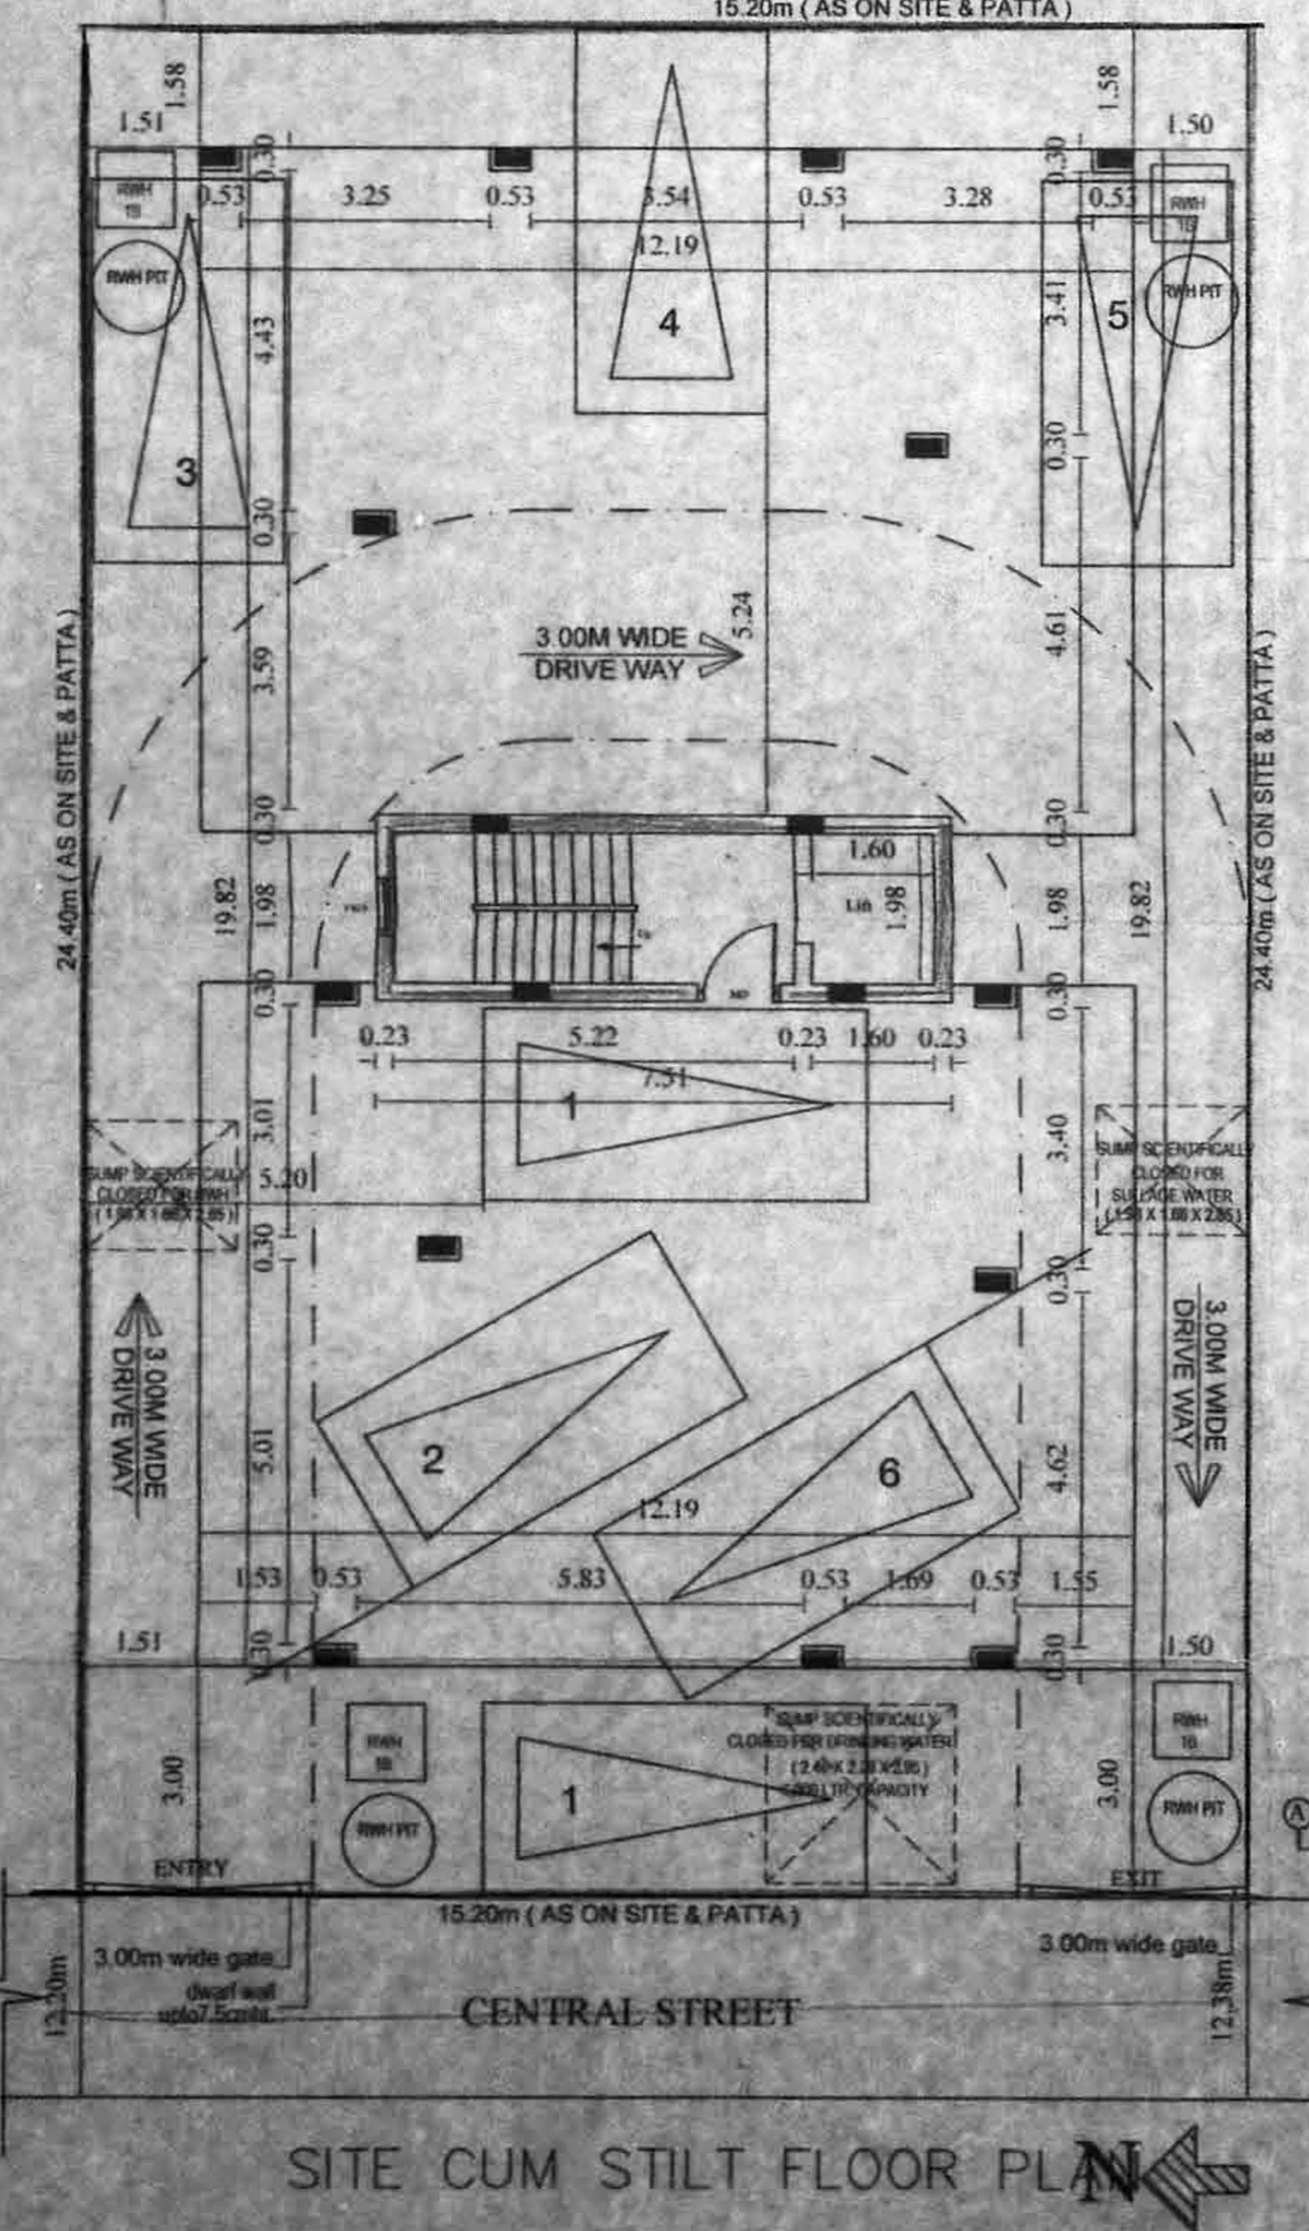 15.20m ( AS ON SITE & PATTA )
1.58
1.58
1.51
1.50
0.30
0.30
RWH
RWH
0.53
3.25
0.53
3.54
0.53
3.28
0.53
12.19
RWH PIT
RWH PIT
4.43
4
3.41
5
3
0.30
0.30
24.40m ( AS ON SITE & PATTA )
24.40m ( AS ON SITE & PATTA )
3.00M WIDE
DRIVE WAY
5.24
3.59
4.61
0.30
0.30
1.60
Lift
1.98
19.82
1.98
1.98
19.82
0.30
0.30
0.23
5.22
0.23
1.60
0.23
7.51
1
3.01
3.40
SUMP SCIENTIFICALLY
CLOSED FOR RWH
5.20
SUMP SCIENTIFICALLY
CLOSED FOR
SULLAGE WATER
0.30
0.30
3.00M WIDE
DRIVE WAY
3.00M WIDE
DRIVE WAY
2
6
5.01
4.62
12.19
1.53
0.53
5.83
0.53
1.69
0.53
1.55
1.51
0.30
0.30
1.50
RWH
SUMP SCIENTIFICALLY
CLOSED FOR DRINKING WATER
LTR. CAPACITY
RWH
3.00
1
3.00
RWH PIT
RWH PIT
A
ENTRY
EXIT
15.20m ( AS ON SITE & PATTA )
3.00m wide gate
3.00m wide gate
dwarf wall
12.20m
CENTRAL STREET
12.38m
SITE CUM STILT FLOOR PLAN
N